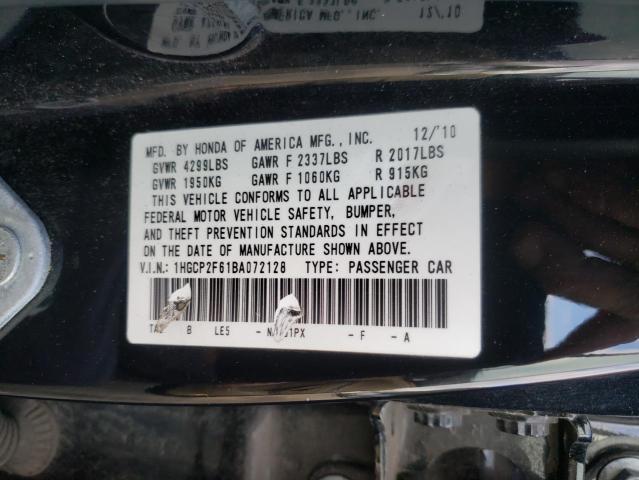 MFD. BY HONDA OF AMERICA MFG., INC. 12/'10
GVWR 4299LBS GAWR F 2337LBS R 2017LBS
GVWR 1950KG GAWR F 1060KG R 915KG
THIS VEHICLE CONFORMS TO ALL APPLICABLE
FEDERAL MOTOR VEHICLE SAFETY, BUMPER,
AND THEFT PREVENTION STANDARDS IN EFFECT
ON THE DATE OF MANUFACTURE SHOWN ABOVE.
V.I.N.: 1HGCP2F61BA072128 TYPE: PASSENGER CAR
B LE5 - - F - A